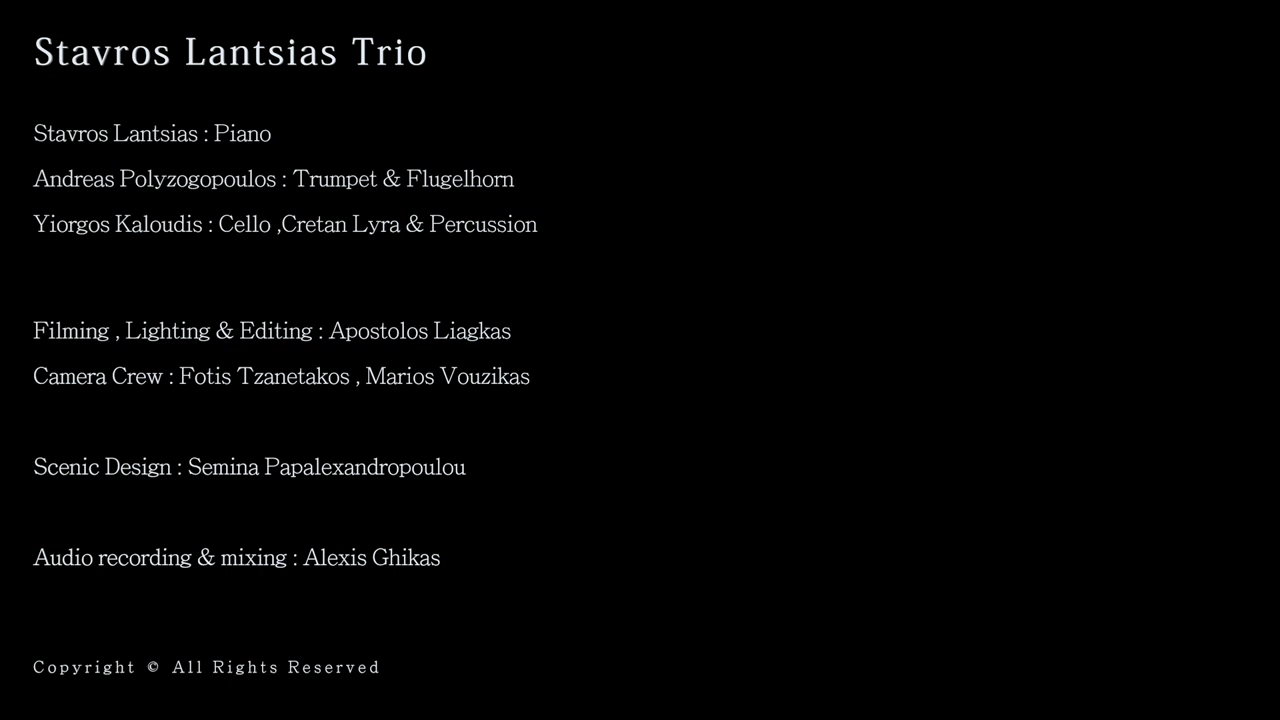 Stavros Lantsias Trio
Stavros Lantsias : Piano
Andreas Polyzogopoulos : Trumpet & Flugelhorn
Yiorgos Kaloudis : Cello ,Cretan Lyra & Percussion
Filming , Lighting & Editing : Apostolos Liagkas
Camera Crew : Fotis Tzanetakos , Marios Vouzikas
Scenic Design : Semina Papalexandropoulou
Audio recording & mixing : Alexis Ghikas
Copyright © All Rights Reserved